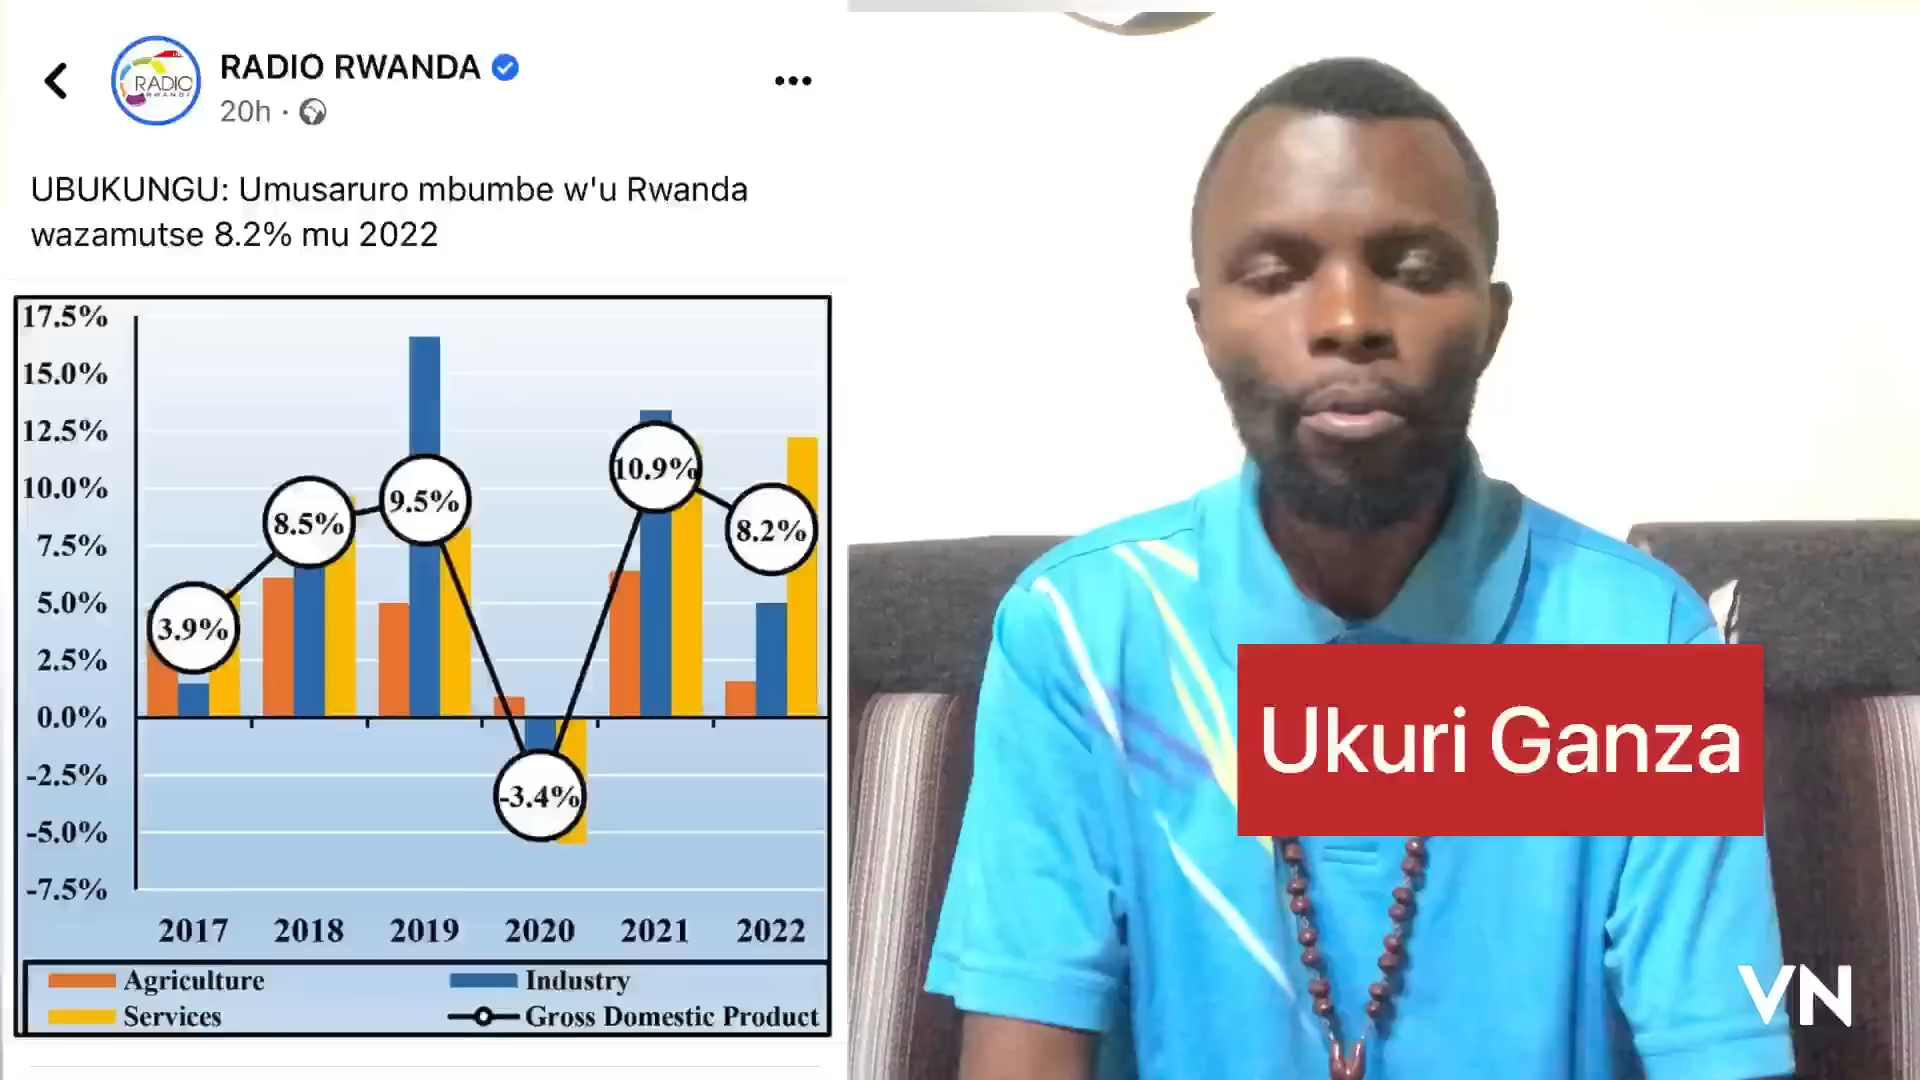 RADIO RWANDA
20h
RADIO
RWANDA
UBUKUNGU: Umusaruro mbumbe w'u Rwanda
wazamutse 8.2% mu 2022
17.5%
15.0%
12.5%
10.0%
7.5%
5.0%
2.5%
0.0%
-2.5%
-5.0%
-7.5%
3.9%
8.5%
9.5%
-3.4%
10.9%
8.2%
2017 2018 2019 2020 2021 2022
Agriculture Industry
Services Gross Domestic Product
Ukuri Ganza
VN